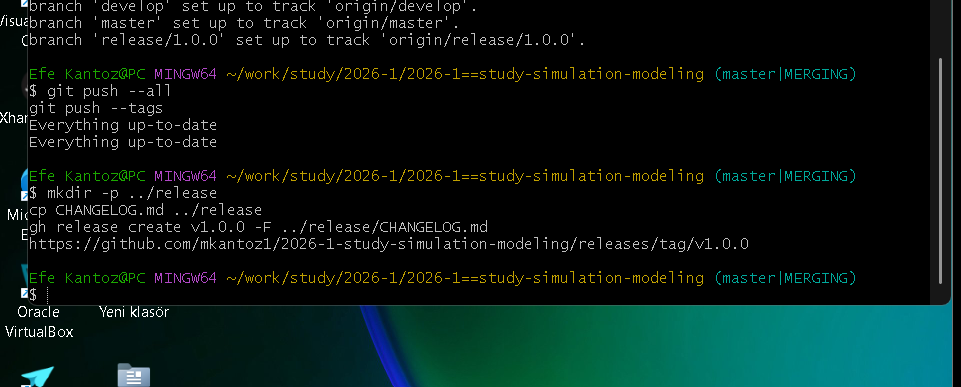 branch 'develop' set up to track 'origin/develop'.
branch 'master' set up to track 'origin/master'.
branch 'release/1.0.0' set up to track 'origin/release/1.0.0'.
Efe Kantoz@PC MINGW64 ~/work/study/2026-1/2026-1==study-simulation-modeling (master|MERGING)
$ git push --all
git push --tags
Everything up-to-date
Everything up-to-date
Efe Kantoz@PC MINGW64 ~/work/study/2026-1/2026-1==study-simulation-modeling (master|MERGING)
$ mkdir -p ../release
cp CHANGELOG.md ../release
gh release create v1.0.0 -F ../release/CHANGELOG.md
https://github.com/mkantoz1/2026-1-study-simulation-modeling/releases/tag/v1.0.0
Efe Kantoz@PC MINGW64 ~/work/study/2026-1/2026-1==study-simulation-modeling (master|MERGING)
$
Oracle
VirtualBox
Yeni klasör